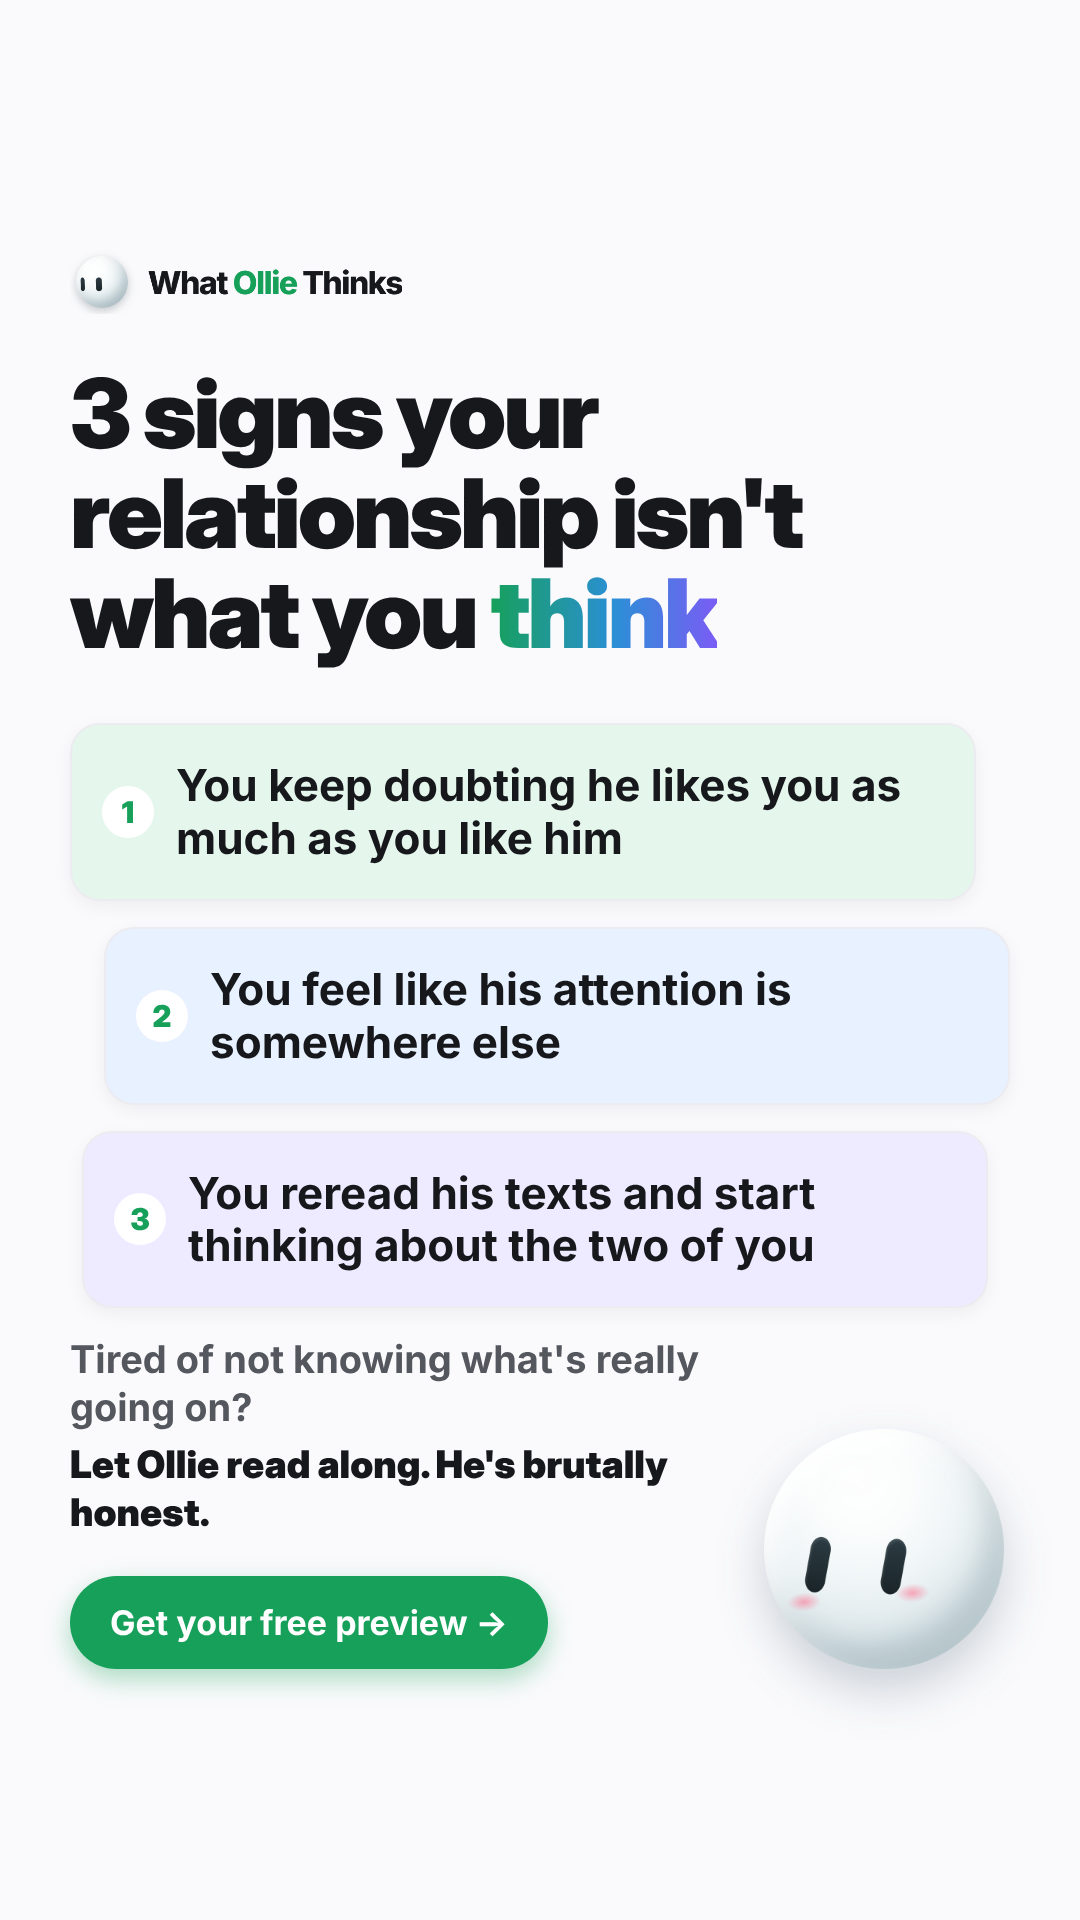 What Ollie Thinks
3 signs your
relationship isn't
what you think
1
You keep doubting he likes you as
much as you like him
2
You feel like his attention is
somewhere else
3
You reread his texts and start
thinking about the two of you
Tired of not knowing what's really
going on?
Let Ollie read along. He's brutally
honest.
Get your free preview →